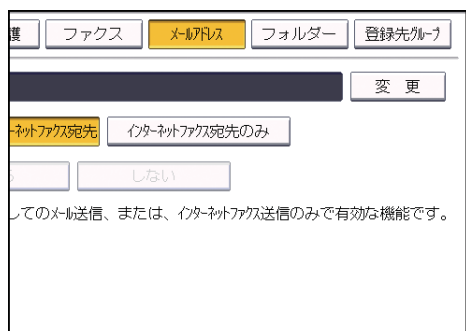 護 ファクス メールアドレス フォルダー 登録先グループ
変更
ーネットファクス宛先 インターネットファクス宛先のみ
る しない
してのメール送信、または、インターネットファクス送信のみで有効な機能です。